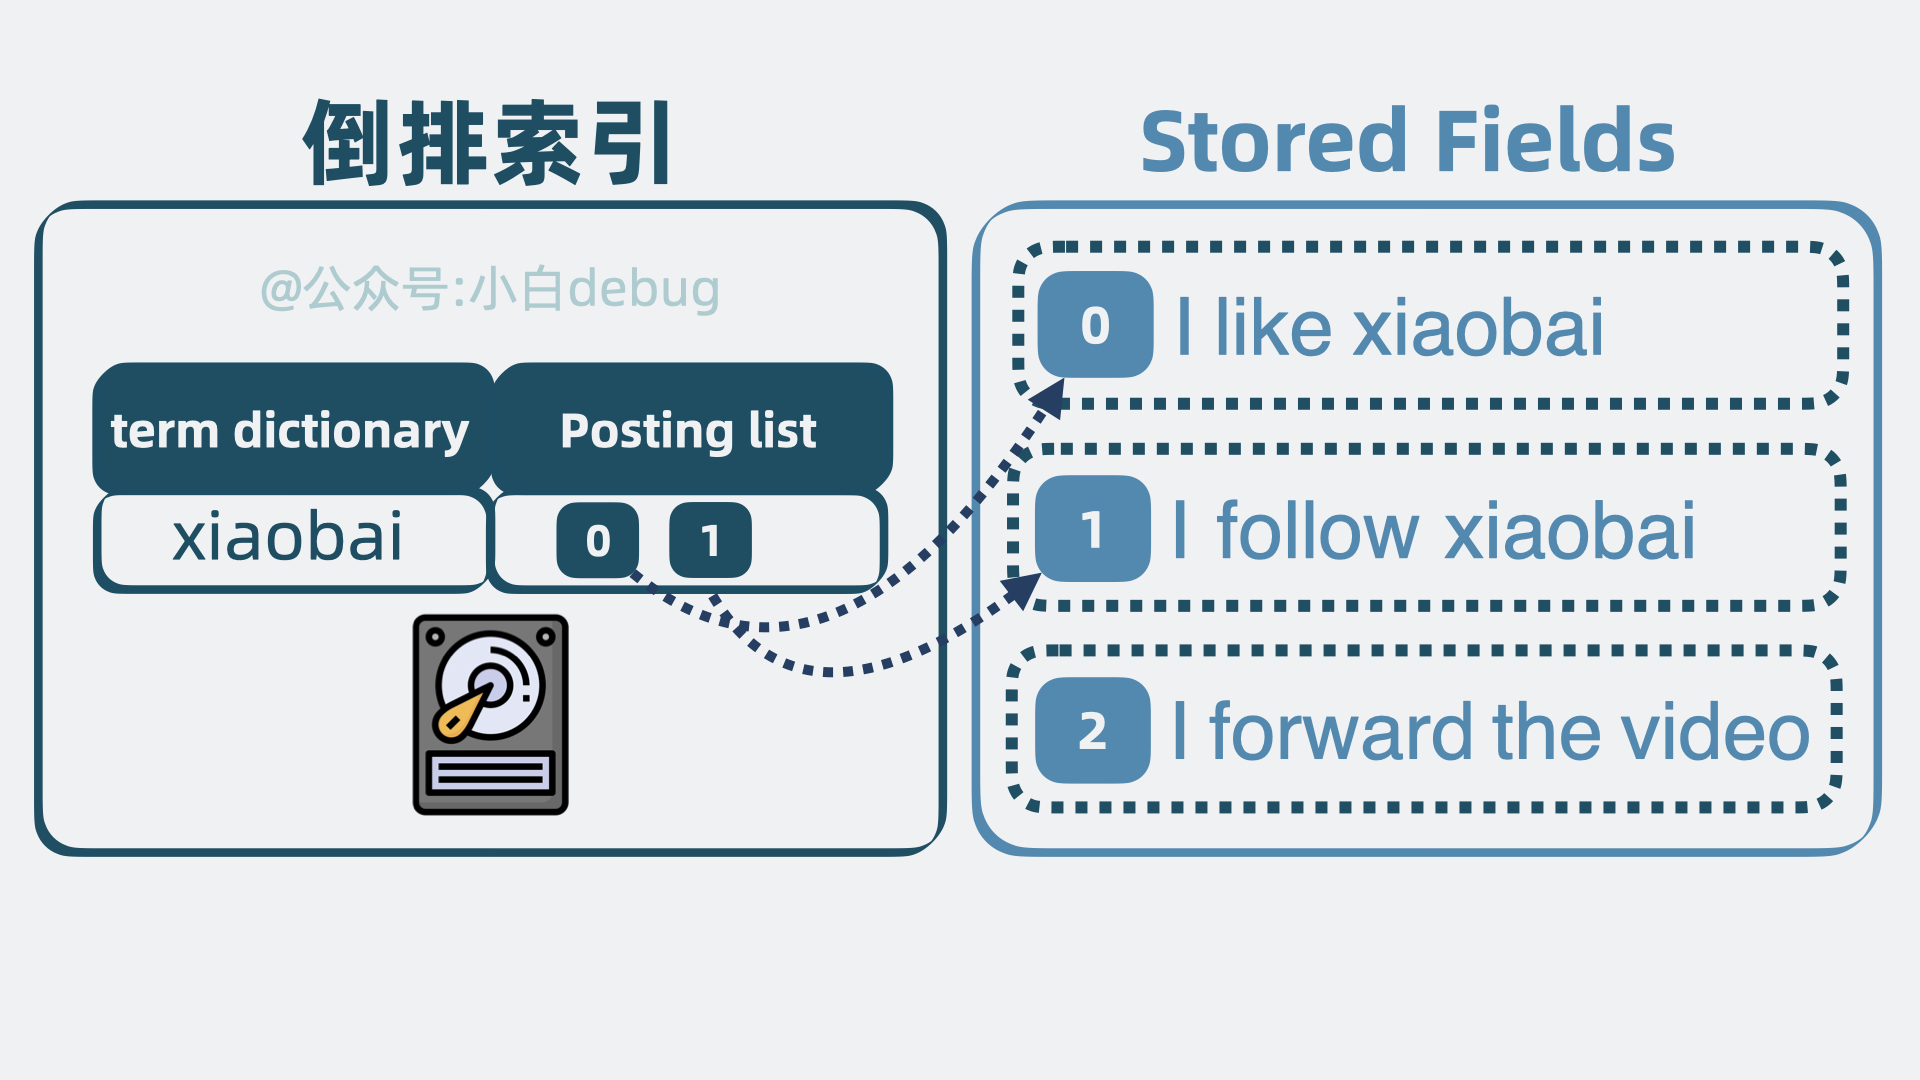 倒排索引
@公众号:小白debug
term dictionary
Posting list
xiaobai
0
1
Stored Fields
0
I like xiaobai
1
I follow xiaobai
2
I forward the video